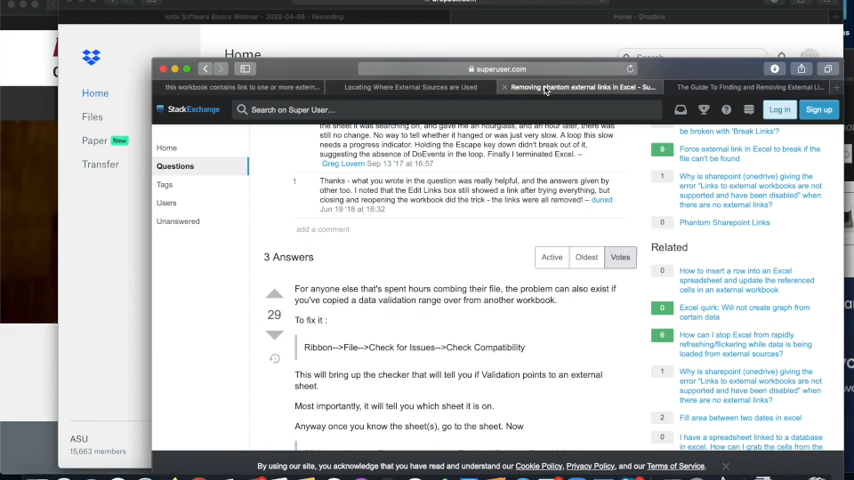 iolite Software Basics Webinar – 2020-04-09 – Recording
Home – Dropbox
Home
Search
superuser.com
this workbook contains link to one or more extern...
Locating Where External Sources are Used
Removing phantom external links in Excel - Su...
The Guide To Finding and Removing External Li...
StackExchange
Search on Super User...
Log in
Sign up
Home
Files
Paper New
Transfer
ASU
15,663 members
Home
Questions
Tags
Users
Unanswered
the sheet it was searching on, and gave me an hourglass, and an hour later, there was
still no change. No way to tell whether it hanged or was just very slow. A loop this slow
needs a progress indicator. Holding the Escape key down didn't break out of it,
suggesting the absence of DoEvents in the loop. Finally I terminated Excel. –
Greg Lovern Sep 13 '17 at 16:57
1
Thanks - what you wrote in the question was really helpful, and the answers given by
other too. I noted that the Edit Links box still showed a link after trying everything, but
closing and reopening the workbook did the trick - the links were all removed! – dunxd
Jun 19 '18 at 16:32
add a comment
3 Answers
Active
Oldest
Votes
29
For anyone else that's spent hours combing their file, the problem can also exist if
you've copied a data validation range over from another workbook.
To fix it :
Ribbon-->File-->Check for Issues-->Check Compatibility
This will bring up the checker that will tell you if Validation points to an external
sheet.
Most importantly, it will tell you which sheet it is on.
Anyway once you know the sheet(s), go to the sheet. Now
be broken with 'Break Links'?
9
Force external link in Excel to break if the
file can't be found
1
Why is sharepoint (onedrive) giving the
error "Links to external workbooks are not
supported and have been disabled" when
there are no external links?
0
Phantom Sharepoint Links
Related
0
How to insert a row into an Excel
spreadsheet and update the referenced
cells in an external workbook
0
Excel quirk: Will not create graph from
certain data
6
How can I stop Excel from rapidly
refreshing/flickering while data is being
loaded from external sources?
1
Why is sharepoint (onedrive) giving the
error "Links to external workbooks are not
supported and have been disabled" when
there are no external links?
2
Fill area between two dates in excel
0
I have a spreadsheet linked to a database
in excel. How can I grab the cells from the
By using our site, you acknowledge that you have read and understand our Cookie Policy, Privacy Policy, and our Terms of Service.